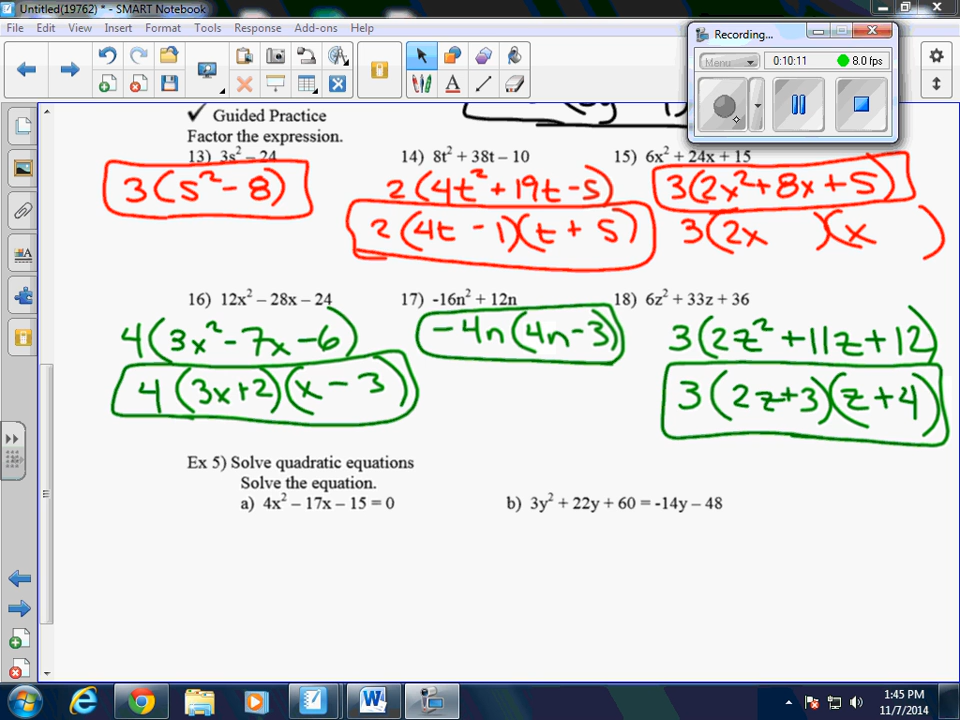 Untitled(19762) * - SMART Notebook
File Edit View Insert Format Tools Response Add-ons Help
Recording...
Menu 0:10:11 8.0 fps
✓ Guided Practice
Factor the expression.
13) 3s² – 24 14) 8t² + 38t – 10 15) 6x² + 24x + 15
3(s² - 8) 2(4t² + 19t - 5) 3(2x² + 8x + 5)
2(4t - 1)(t + 5) 3(2x )(x )
16) 12x² – 28x – 24 17) -16n² + 12n 18) 6z² + 33z + 36
4(3x² - 7x - 6) -4n(4n - 3) 3(2z² + 11z + 12)
4(3x + 2)(x - 3) 3(2z + 3)(z + 4)
Ex 5) Solve quadratic equations
Solve the equation.
a) 4x² – 17x – 15 = 0 b) 3y² + 22y + 60 = -14y – 48
1:45 PM
11/7/2014